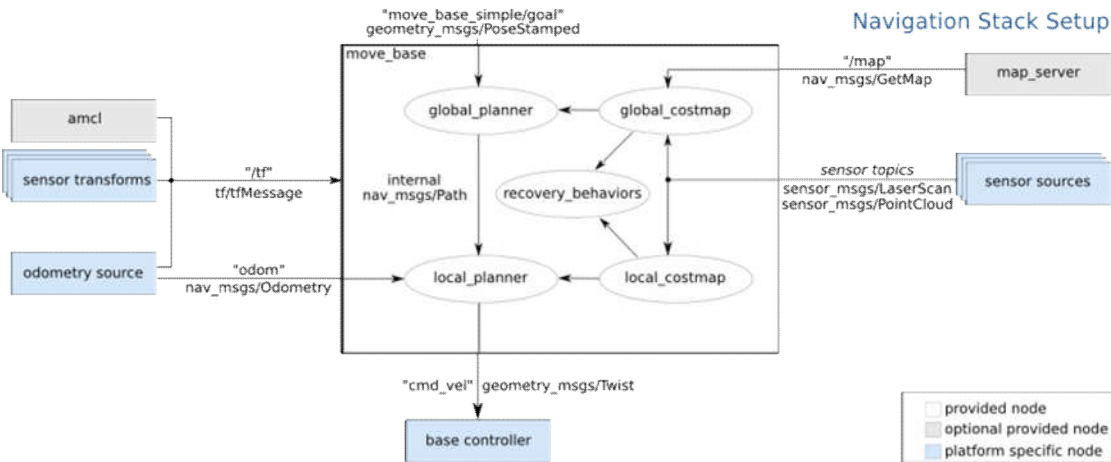 "move_base_simple/goal"
geometry_msgs/PoseStamped
Navigation Stack Setup
move_base
"/map"
nav_msgs/GetMap
map_server
global_planner
global_costmap
amcl
sensor transforms
"/tf"
tf/tfMessage
internal
nav_msgs/Path
recovery_behaviors
sensor topics
sensor_msgs/LaserScan
sensor_msgs/PointCloud
sensor sources
odometry source
"odom"
nav_msgs/Odometry
local_planner
local_costmap
"cmd_vel" geometry_msgs/Twist
base controller
provided node
optional provided node
platform specific node